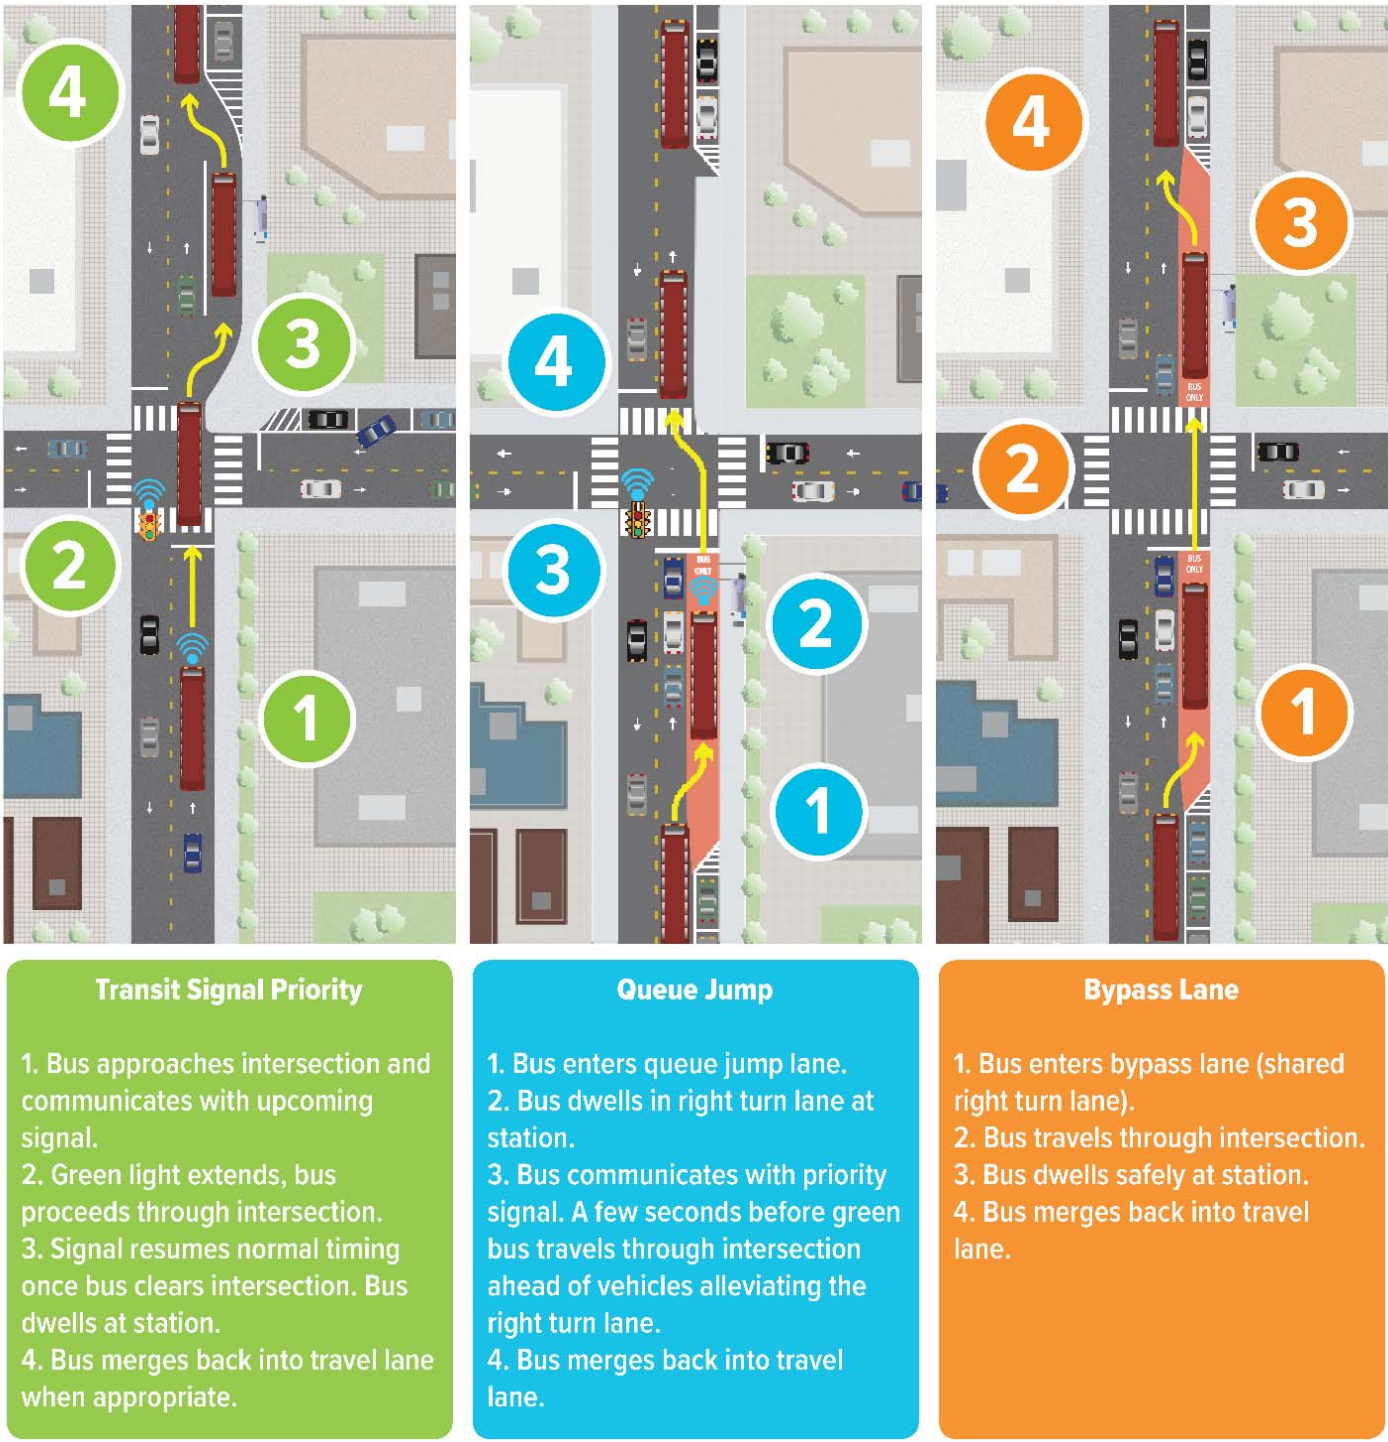 4
3
2
1
4
3
2
1
BUS
ONLY
4
3
2
1
BUS
ONLY
BUS
ONLY
Transit Signal Priority
1. Bus approaches intersection and
communicates with upcoming
signal.
2. Green light extends, bus
proceeds through intersection.
3. Signal resumes normal timing
once bus clears intersection. Bus
dwells at station.
4. Bus merges back into travel lane
when appropriate.
Queue Jump
1. Bus enters queue jump lane.
2. Bus dwells in right turn lane at
station.
3. Bus communicates with priority
signal. A few seconds before green
bus travels through intersection
ahead of vehicles alleviating the
right turn lane.
4. Bus merges back into travel
lane.
Bypass Lane
1. Bus enters bypass lane (shared
right turn lane).
2. Bus travels through intersection.
3. Bus dwells safely at station.
4. Bus merges back into travel
lane.